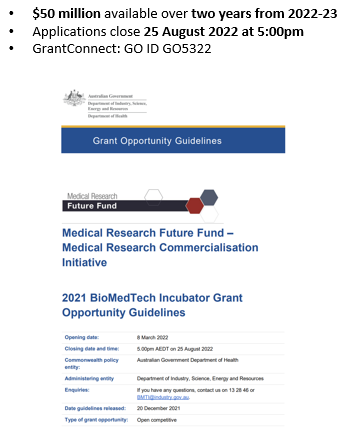 • $50 million available over two years from 2022-23
• Applications close 25 August 2022 at 5:00pm
• GrantConnect: GO ID GO5322
Australian Government
Department of Industry, Science,
Energy and Resources
Department of Health
Grant Opportunity Guidelines
Medical Research
Future Fund
Medical Research Future Fund –
Medical Research Commercialisation
Initiative
2021 BioMedTech Incubator Grant
Opportunity Guidelines
Opening date: 8 March 2022
Closing date and time: 5.00pm AEDT on 25 August 2022
Commonwealth policy Australian Government Department of Health
entity:
Administering entity Department of Industry, Science, Energy and Resources
Enquiries: If you have any questions, contact us on 13 28 46 or
BMTI@industry.gov.au.
Date guidelines released: 20 December 2021
Type of grant opportunity: Open competitive